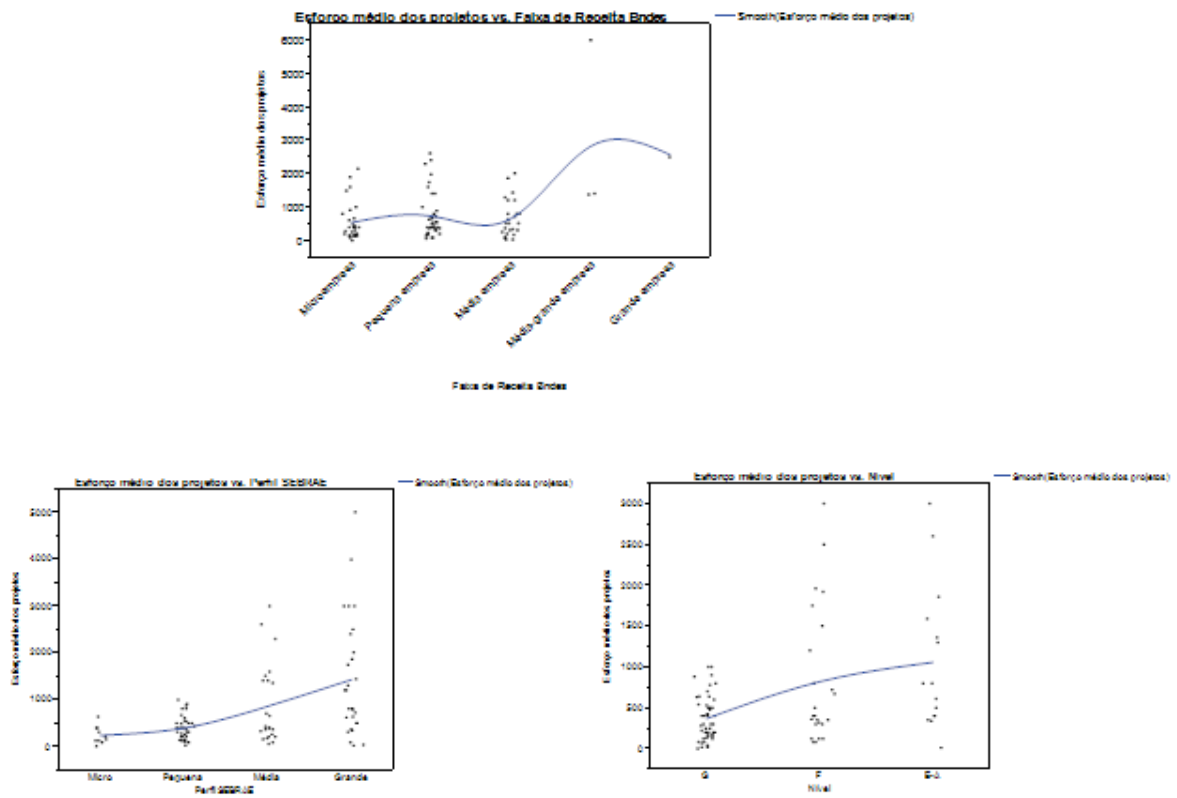 Esforço médio dos projetos vs. Faixa de Receita Bndes
Smooth(Esforço médio dos projetos)
Esforço médio dos projetos
6000
5000
4000
3000
2000
1000
0
Microempresa
Pequena empresa
Média empresa
Média-grande empresa
Grande empresa
Faixa de Receita Bndes
Esforço médio dos projetos vs. Perfil SEBRAE
Smooth(Esforço médio dos projetos)
Esforço médio dos projetos
5000
4000
3000
2000
1000
0
Micro
Pequena
Média
Grande
Perfil SEBRAE
Esforço médio dos projetos vs. Nível
Smooth(Esforço médio dos projetos)
Esforço médio dos projetos
3000
2500
2000
1500
1000
500
0
G
F
E-A
Nível